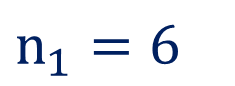 n₁ = 6